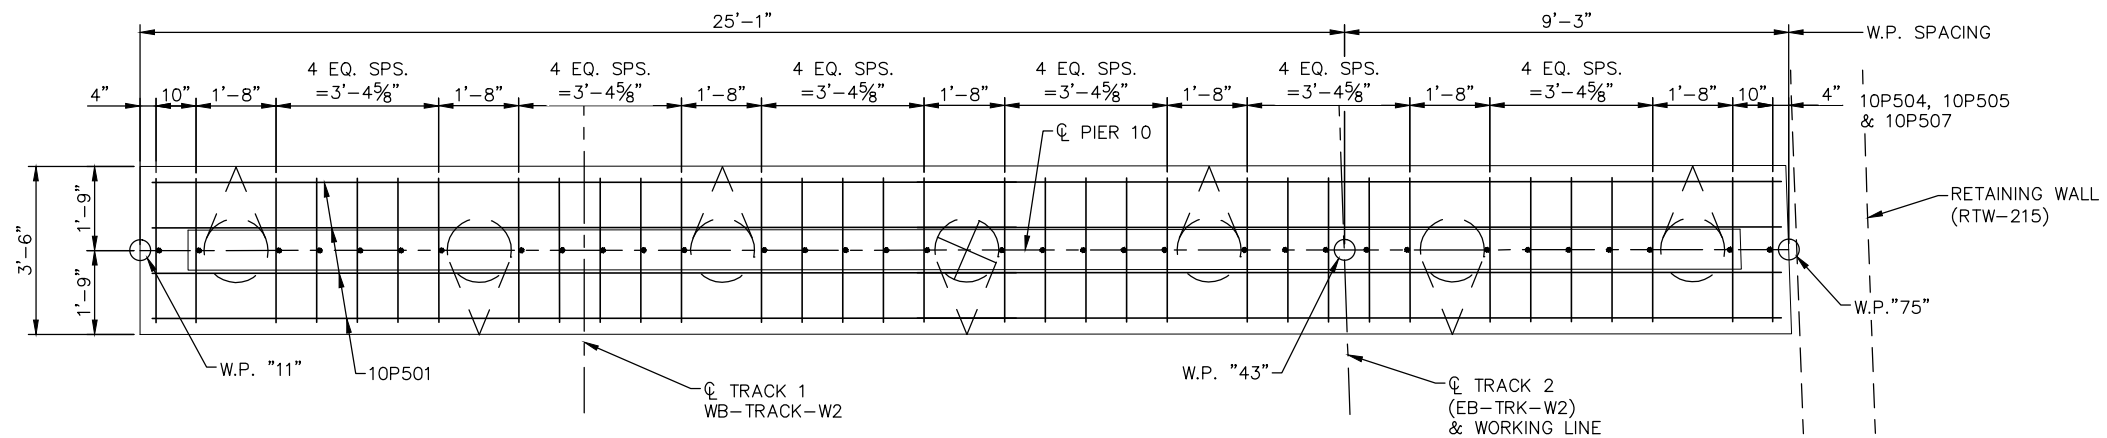 25'-1"
9'-3"
W.P. SPACING
4 EQ. SPS.
=3'-4⅝"
4 EQ. SPS.
=3'-4⅝"
4 EQ. SPS.
=3'-4⅝"
4 EQ. SPS.
=3'-4⅝"
4 EQ. SPS.
=3'-4⅝"
4 EQ. SPS.
=3'-4⅝"
4"
10"
1'-8"
1'-8"
1'-8"
1'-8"
1'-8"
1'-8"
1'-8"
10"
4"
10P504, 10P505
& 10P507
℄ PIER 10
3'-6"
1'-9"
1'-9"
RETAINING WALL
(RTW-215)
W.P."75"
W.P. "11"
10P501
℄ TRACK 1
WB-TRACK-W2
W.P. "43"
℄ TRACK 2
(EB-TRK-W2)
& WORKING LINE